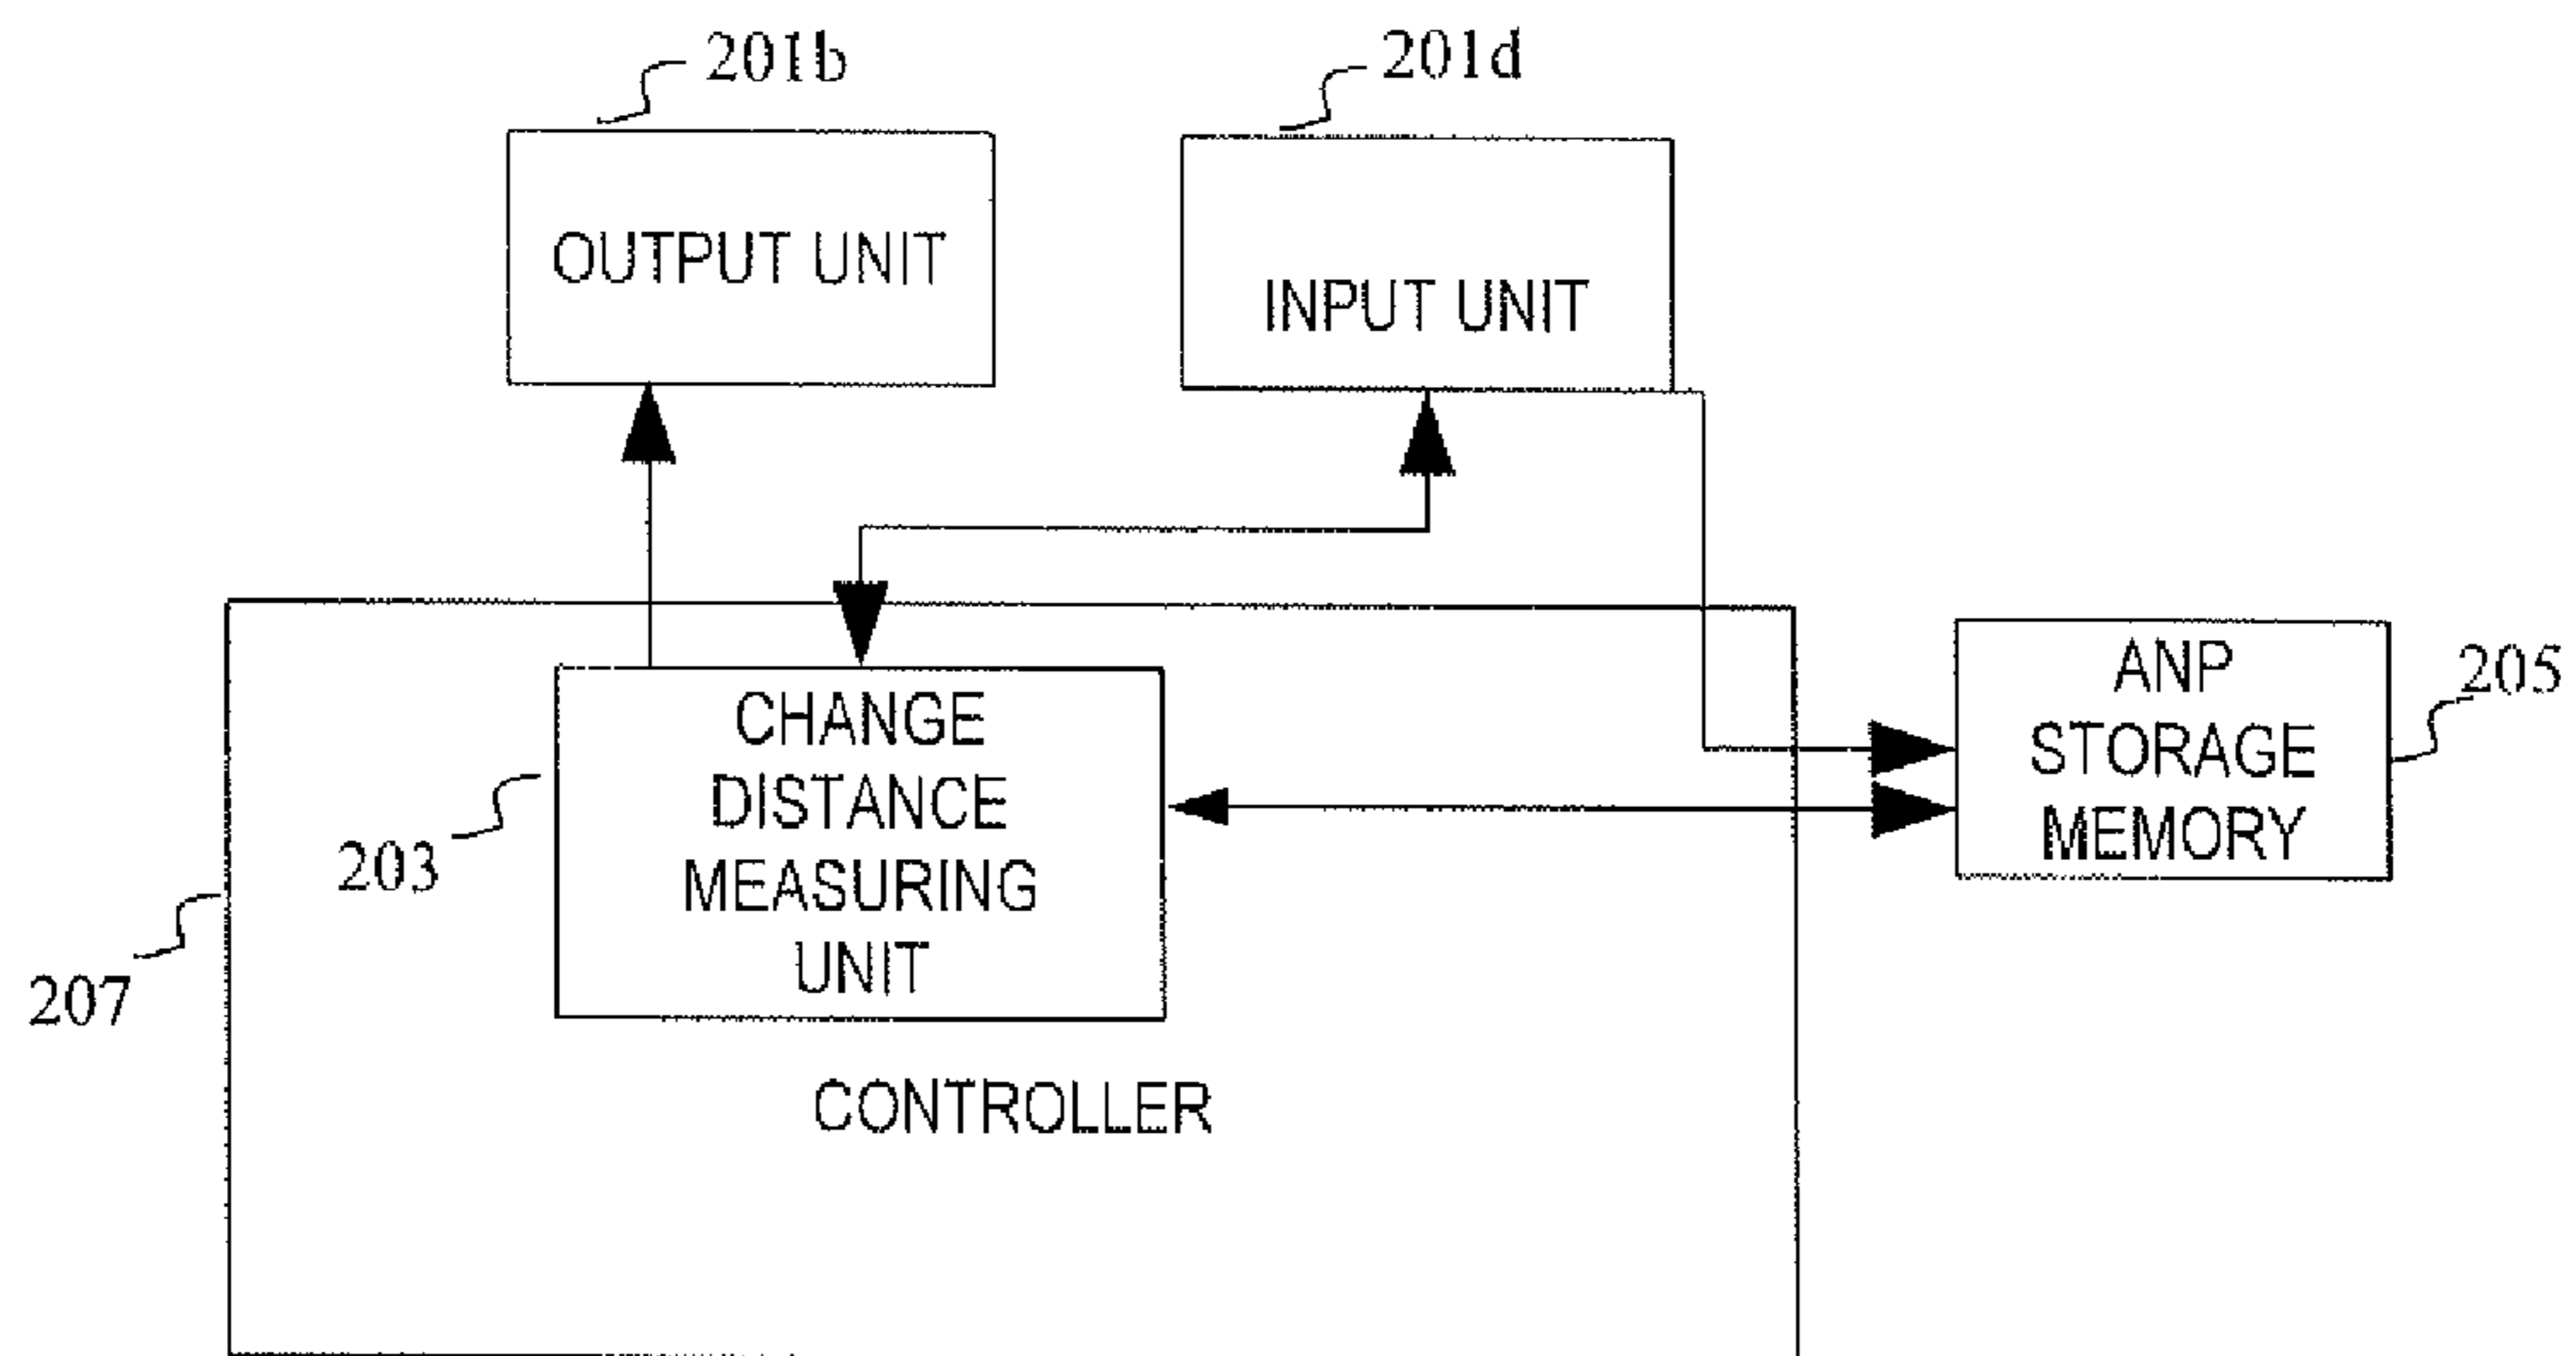 201b
201d
OUTPUT UNIT
INPUT UNIT
CHANGE
DISTANCE
MEASURING
UNIT
203
207
CONTROLLER
ANP
STORAGE
MEMORY
205